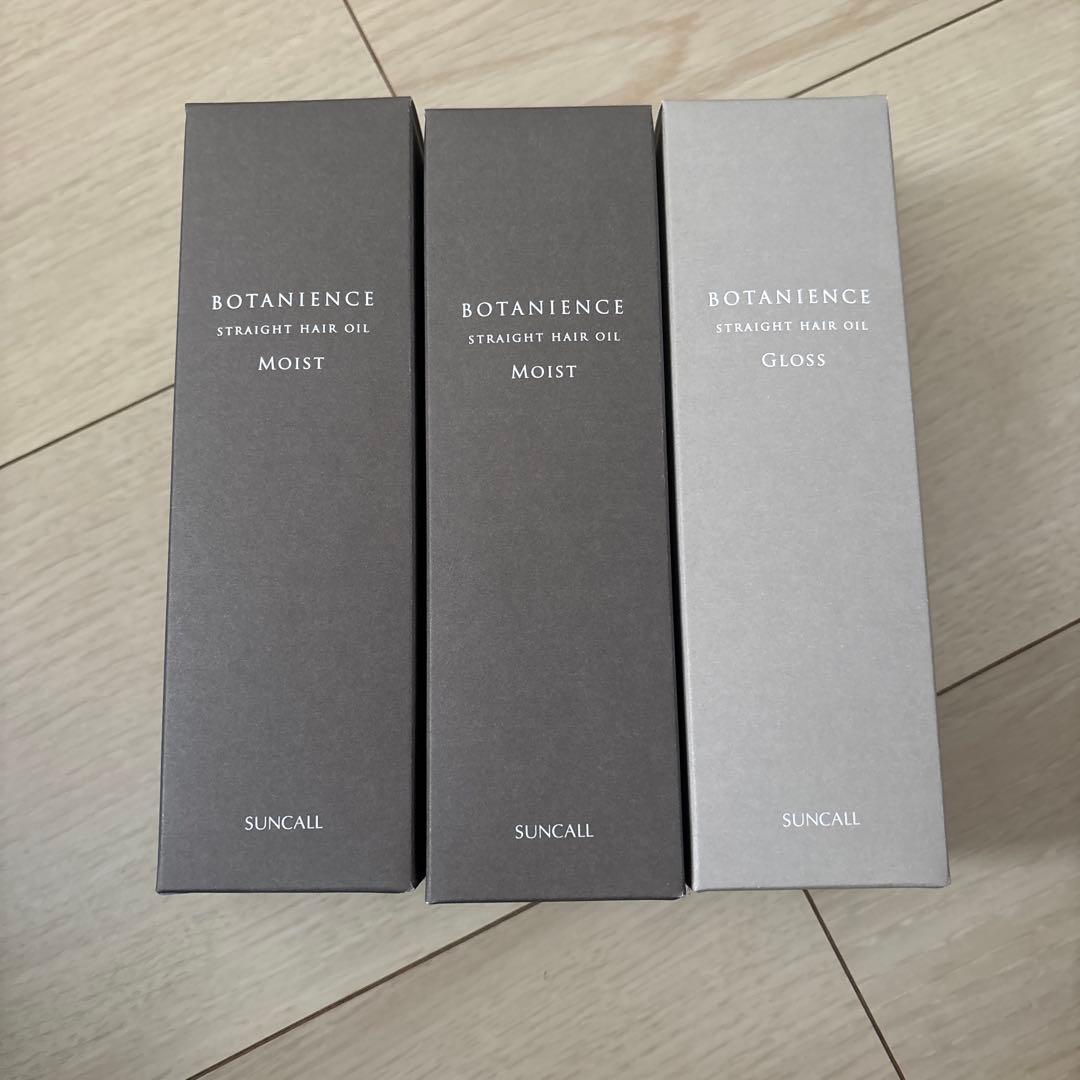 BOTANIENCE
STRAIGHT HAIR OIL
MOIST
SUNCALL
BOTANIENCE
STRAIGHT HAIR OIL
MOIST
SUNCALL
BOTANIENCE
STRAIGHT HAIR OIL
GLOSS
SUNCALL